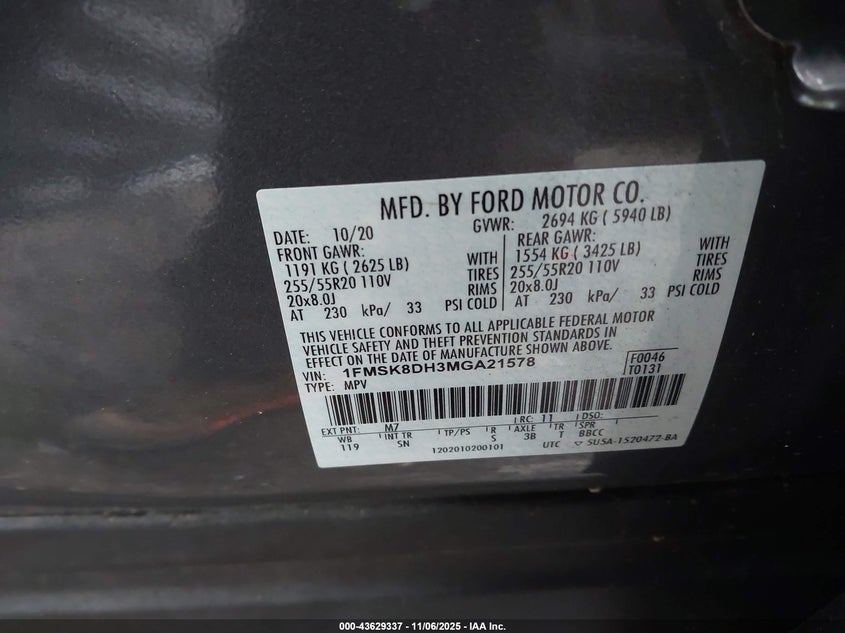 MFD. BY FORD MOTOR CO.
DATE: 10/20 GVWR: 2694 KG ( 5940 LB)
FRONT GAWR: REAR GAWR:
1191 KG ( 2625 LB) WITH 1554 KG ( 3425 LB) WITH
255/55R20 110V TIRES 255/55R20 110V TIRES
20x8.0J RIMS 20x8.0J RIMS
AT 230 kPa/ 33 PSI COLD AT 230 kPa/ 33 PSI COLD
THIS VEHICLE CONFORMS TO ALL APPLICABLE FEDERAL MOTOR
VEHICLE SAFETY AND THEFT PREVENTION STANDARDS IN
EFFECT ON THE DATE OF MANUFACTURE SHOWN ABOVE.
VIN: 1FMSK8DH3MGA21578 F0046
TYPE: MPV T0131
EXT PNT: M7 RC: 11 DSO:
WB INT TR TP/PS R AXLE TR SPR
119 SN S 3B T BBCC
1202010200101 UTC ▽ 5U5A-1520472-BA
000-43629337 - 11/06/2025 - IAA Inc.